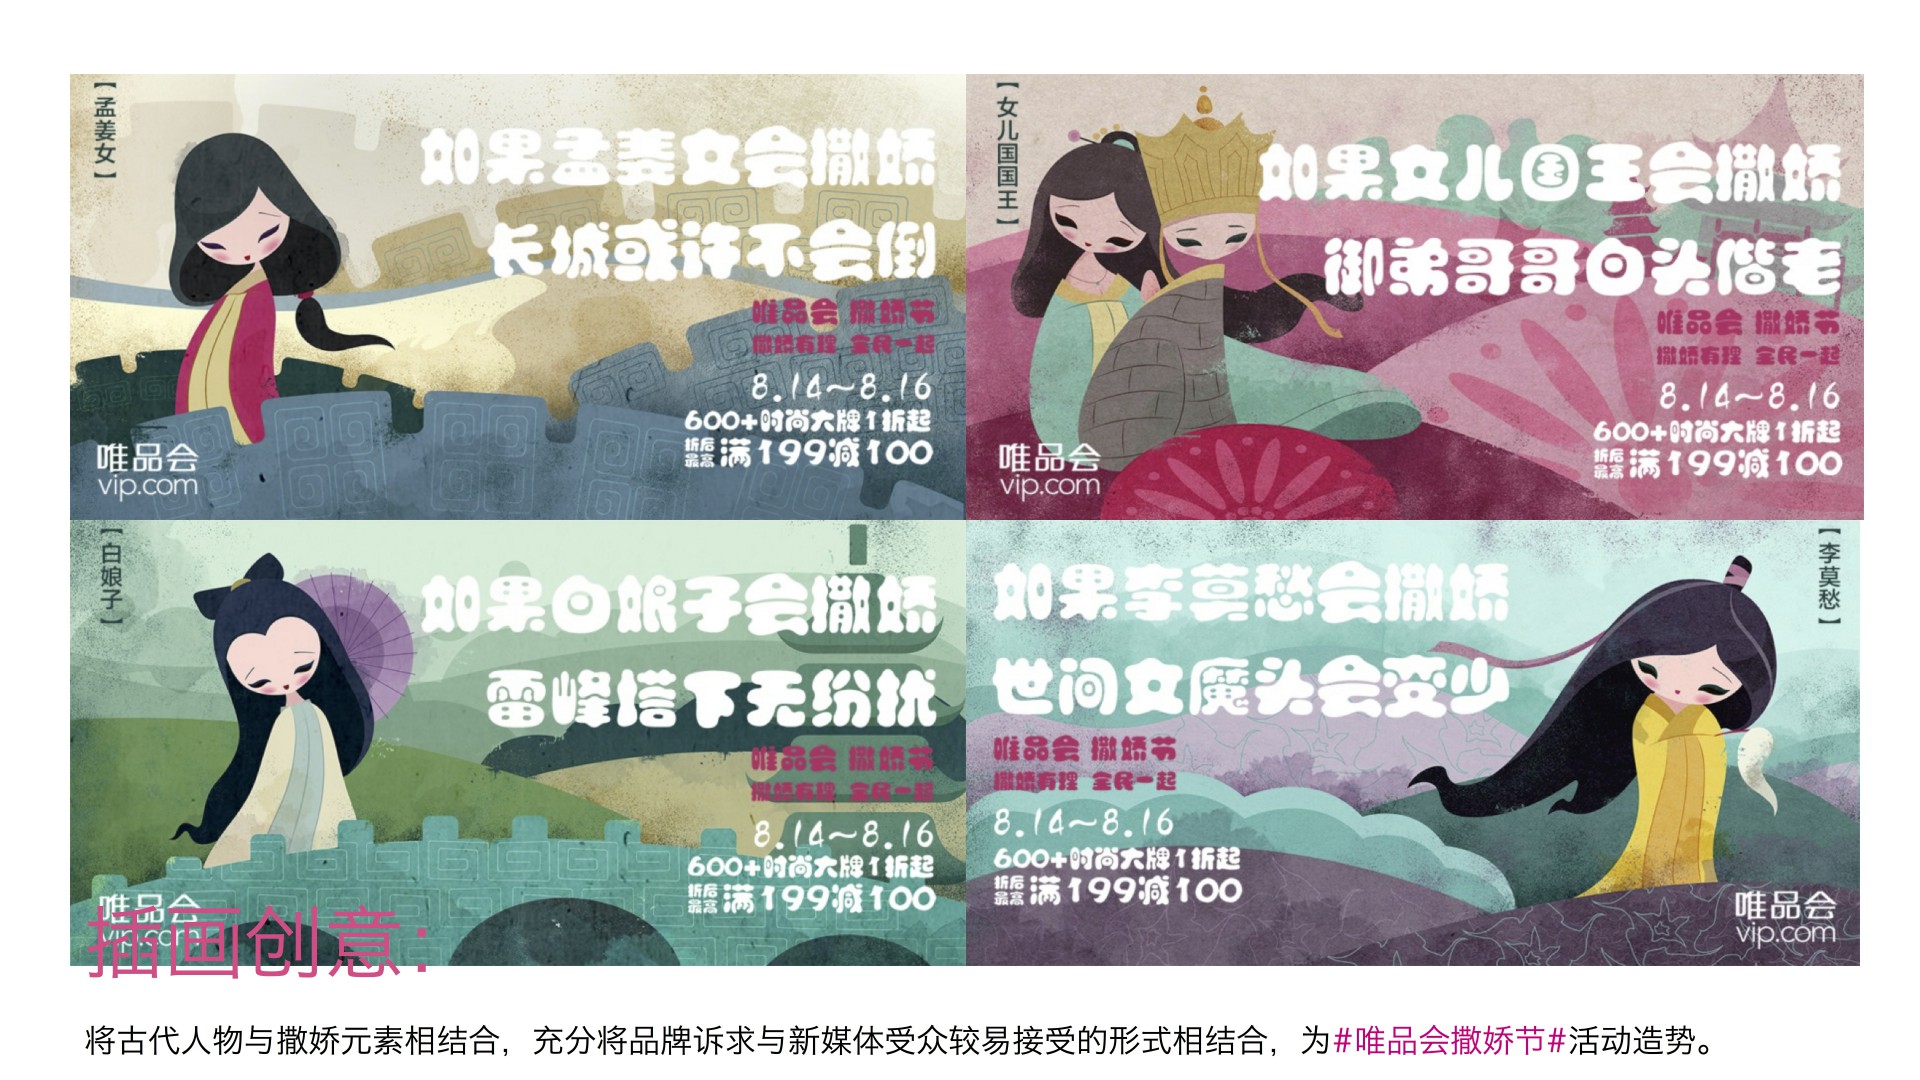 【孟姜女】
如果孟姜女会撒娇
长城或许不会倒
唯品会 撒娇节
撒娇有理 全民一起
8.14～8.16
600+时尚大牌1折起
折后最高满199减100
唯品会
vip.com
【女儿国国王】
如果女儿国王会撒娇
御弟哥哥白头偕老
唯品会 撒娇节
撒娇有理 全民一起
8.14～8.16
600+时尚大牌1折起
折后最高满199减100
唯品会
vip.com
【白娘子】
如果白娘子会撒娇
雷峰塔下无纷扰
唯品会 撒娇节
撒娇有理 全民一起
8.14～8.16
600+时尚大牌1折起
折后最高满199减100
唯品会
vip.com
【李莫愁】
如果李莫愁会撒娇
世间女魔头会变少
唯品会 撒娇节
撒娇有理 全民一起
8.14～8.16
600+时尚大牌1折起
折后最高满199减100
唯品会
vip.com
插画创意：
将古代人物与撒娇元素相结合，充分将品牌诉求与新媒体受众较易接受的形式相结合，为#唯品会撒娇节#活动造势。